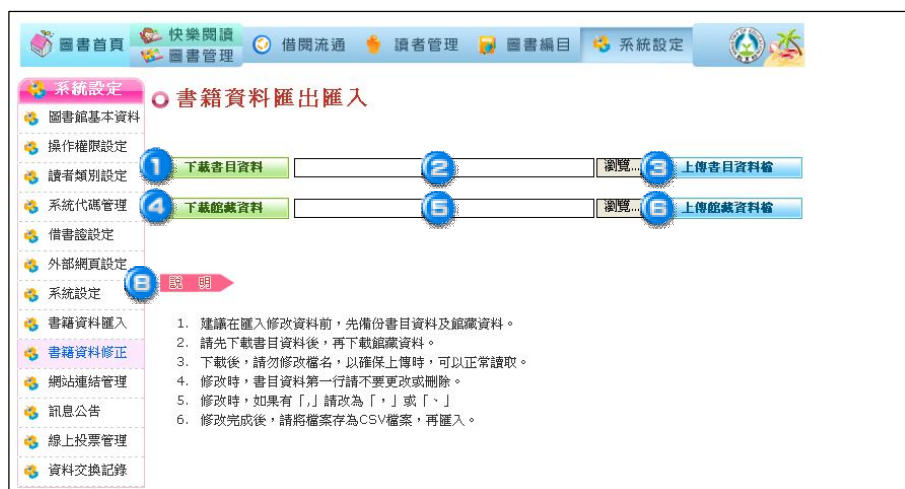 圖書首頁
快樂閱讀
圖書管理
借閱流通
讀者管理
圖書編目
系統設定
系統設定
圖書館基本資料
操作權限設定
讀者類別設定
系統代碼管理
借書證設定
外部網頁設定
系統設定
書籍資料匯入
書籍資料修正
網站連結管理
訊息公告
線上投票管理
資料交換記錄
書籍資料匯出匯入
1 下載書目資料 2 瀏覽... 3 上傳書目資料檔
4 下載館藏資料 5 瀏覽... 6 上傳館藏資料檔
8 說 明
1. 建議在匯入修改資料前,先備份書目資料及館藏資料。
2. 請先下載書目資料後,再下載館藏資料。
3. 下載後,請勿修改檔名,以確保上傳時,可以正常讀取。
4. 修改時,書目資料第一行請不要更改或刪除。
5. 修改時,如果有「,」請改為「,」或「、」
6. 修改完成後,請將檔案存為CSV檔案,再匯入。